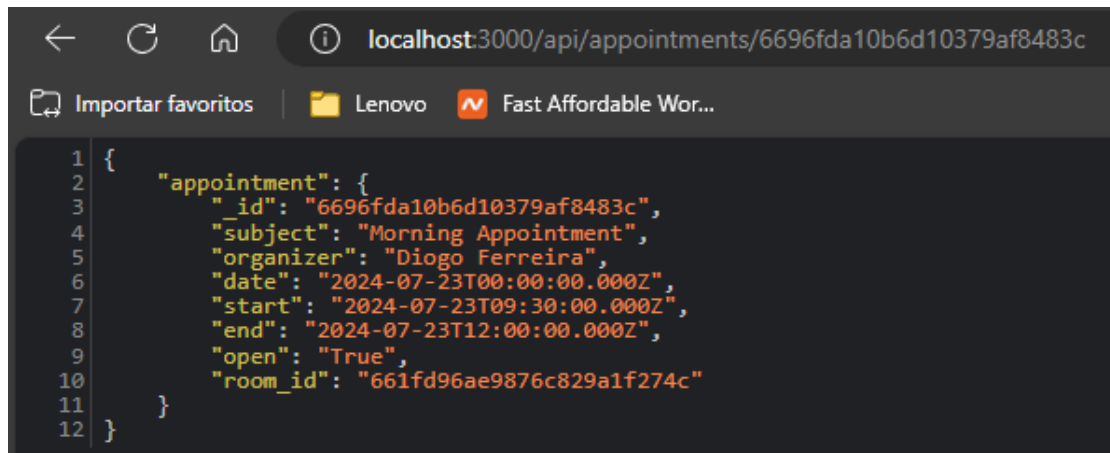 localhost:3000/api/appointments/6696fda10b6d10379af8483c
Importar favoritos Lenovo Fast Affordable Wor...
1 {
2 "appointment": {
3 "_id": "6696fda10b6d10379af8483c",
4 "subject": "Morning Appointment",
5 "organizer": "Diogo Ferreira",
6 "date": "2024-07-23T00:00:00.000Z",
7 "start": "2024-07-23T09:30:00.000Z",
8 "end": "2024-07-23T12:00:00.000Z",
9 "open": "True",
10 "room_id": "661fd96ae9876c829a1f274c"
11 }
12 }